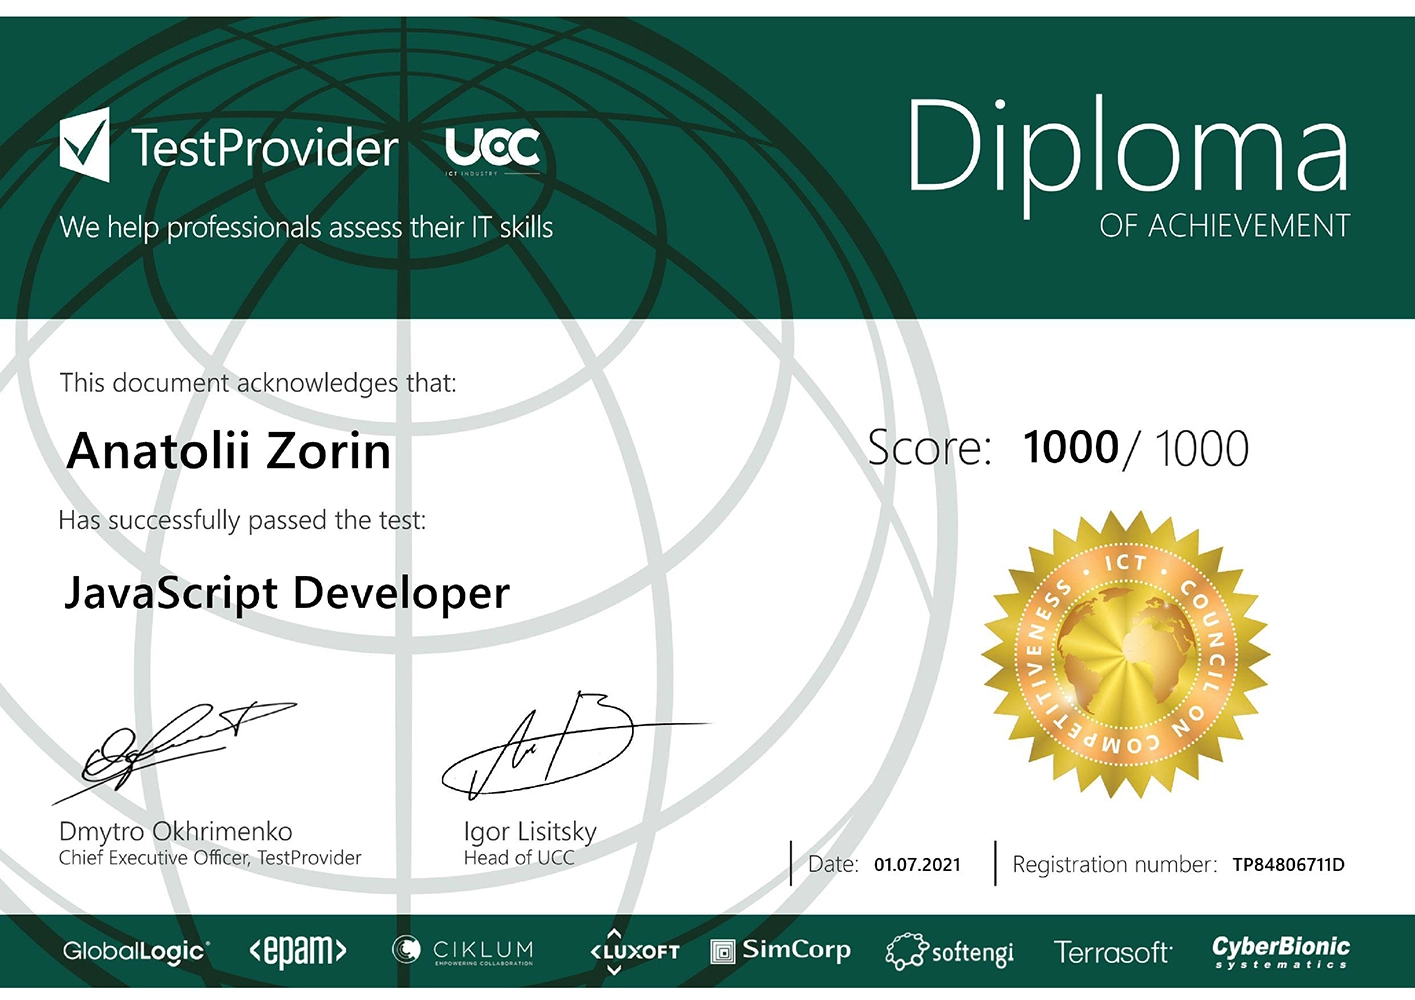 TestProvider
UCC
ICT INDUSTRY
We help professionals assess their IT skills
Diploma
OF ACHIEVEMENT
This document acknowledges that:
Anatolii Zorin
Has successfully passed the test:
JavaScript Developer
Score: 1000 / 1000
ICT • COUNCIL ON COMPETITIVENESS •
Dmytro Okhrimenko
Chief Executive Officer, TestProvider
Igor Lisitsky
Head of UCC
Date: 01.07.2021
Registration number: TP84806711D
GlobalLogic
<epam>
CIKLUM
EMPOWERING COLLABORATION
LUXOFT
SimCorp
softengi
Terrasoft
CyberBionic
systematics